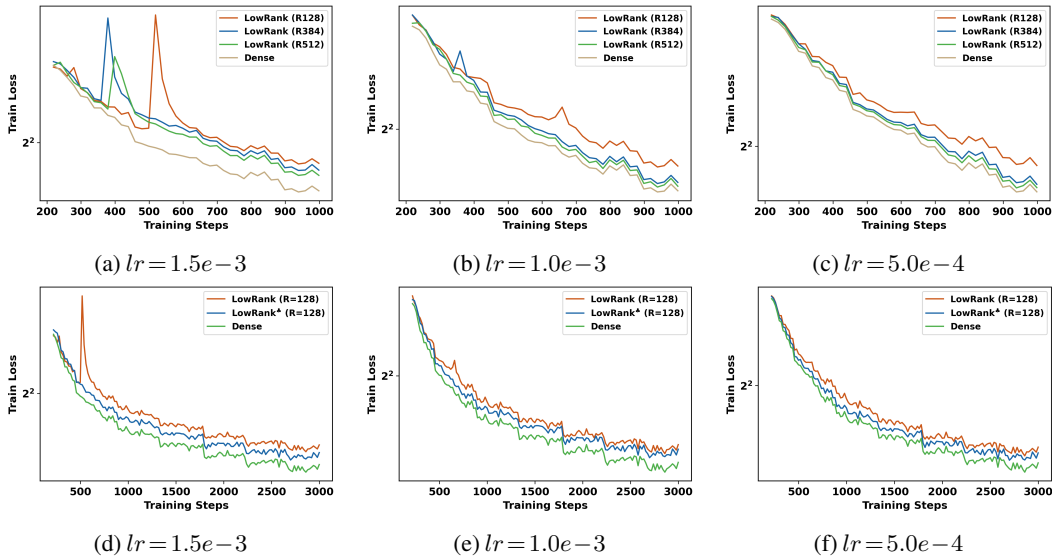 LowRank (R128)
LowRank (R384)
LowRank (R512)
Dense
Train Loss
2²
200 300 400 500 600 700 800 900 1000
Training Steps
(a) lr = 1.5e−3
LowRank (R128)
LowRank (R384)
LowRank (R512)
Dense
Train Loss
2²
200 300 400 500 600 700 800 900 1000
Training Steps
(b) lr = 1.0e−3
LowRank (R128)
LowRank (R384)
LowRank (R512)
Dense
Train Loss
2²
200 300 400 500 600 700 800 900 1000
Training Steps
(c) lr = 5.0e−4
LowRank (R=128)
LowRank▲ (R=128)
Dense
Train Loss
2²
500 1000 1500 2000 2500 3000
Training Steps
(d) lr = 1.5e−3
LowRank (R=128)
LowRank▲ (R=128)
Dense
Train Loss
2²
500 1000 1500 2000 2500 3000
Training Steps
(e) lr = 1.0e−3
LowRank (R=128)
LowRank▲ (R=128)
Dense
Train Loss
2²
500 1000 1500 2000 2500 3000
Training Steps
(f) lr = 5.0e−4